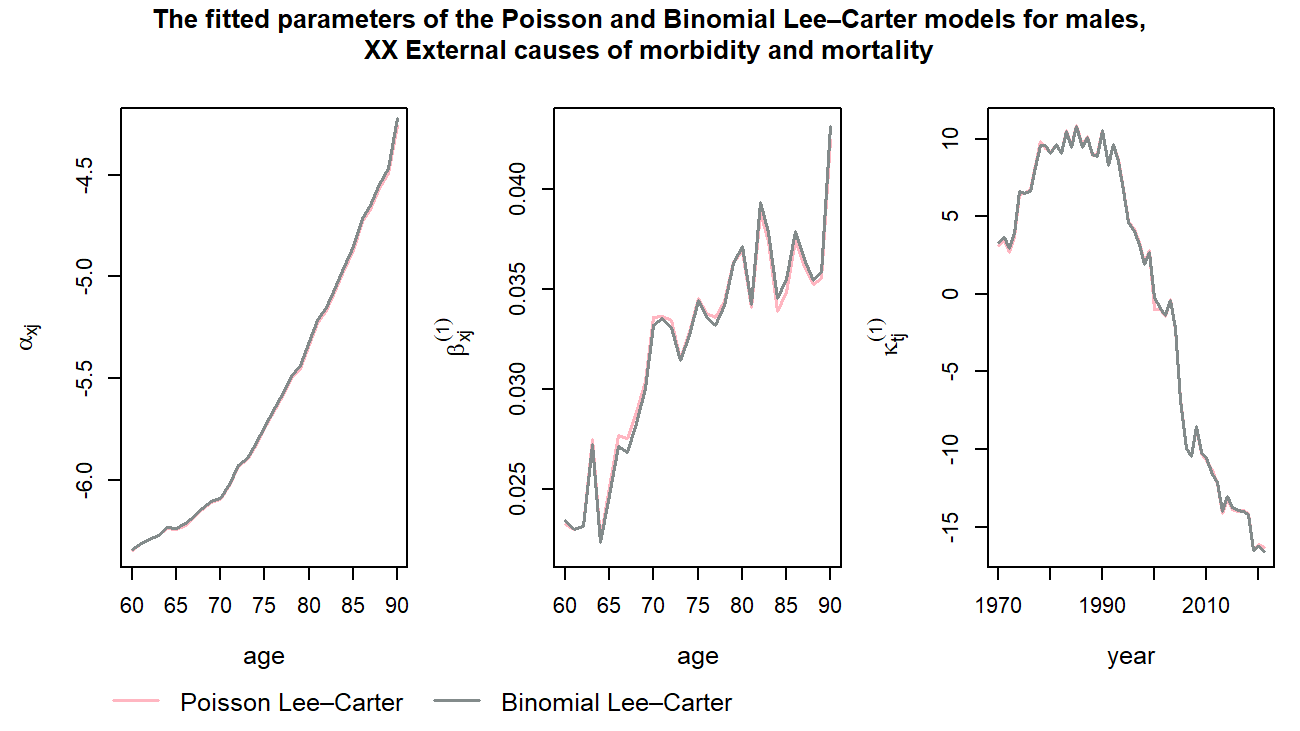 The fitted parameters of the Poisson and Binomial Lee–Carter models for males,
XX External causes of morbidity and mortality
αxj
-4.5
-5.0
-5.5
-6.0
60 65 70 75 80 85 90
age
βxj(1)
0.040
0.035
0.030
0.025
60 65 70 75 80 85 90
age
κtj(1)
10
5
0
-5
-10
-15
1970 1990 2010
year
Poisson Lee–Carter Binomial Lee–Carter